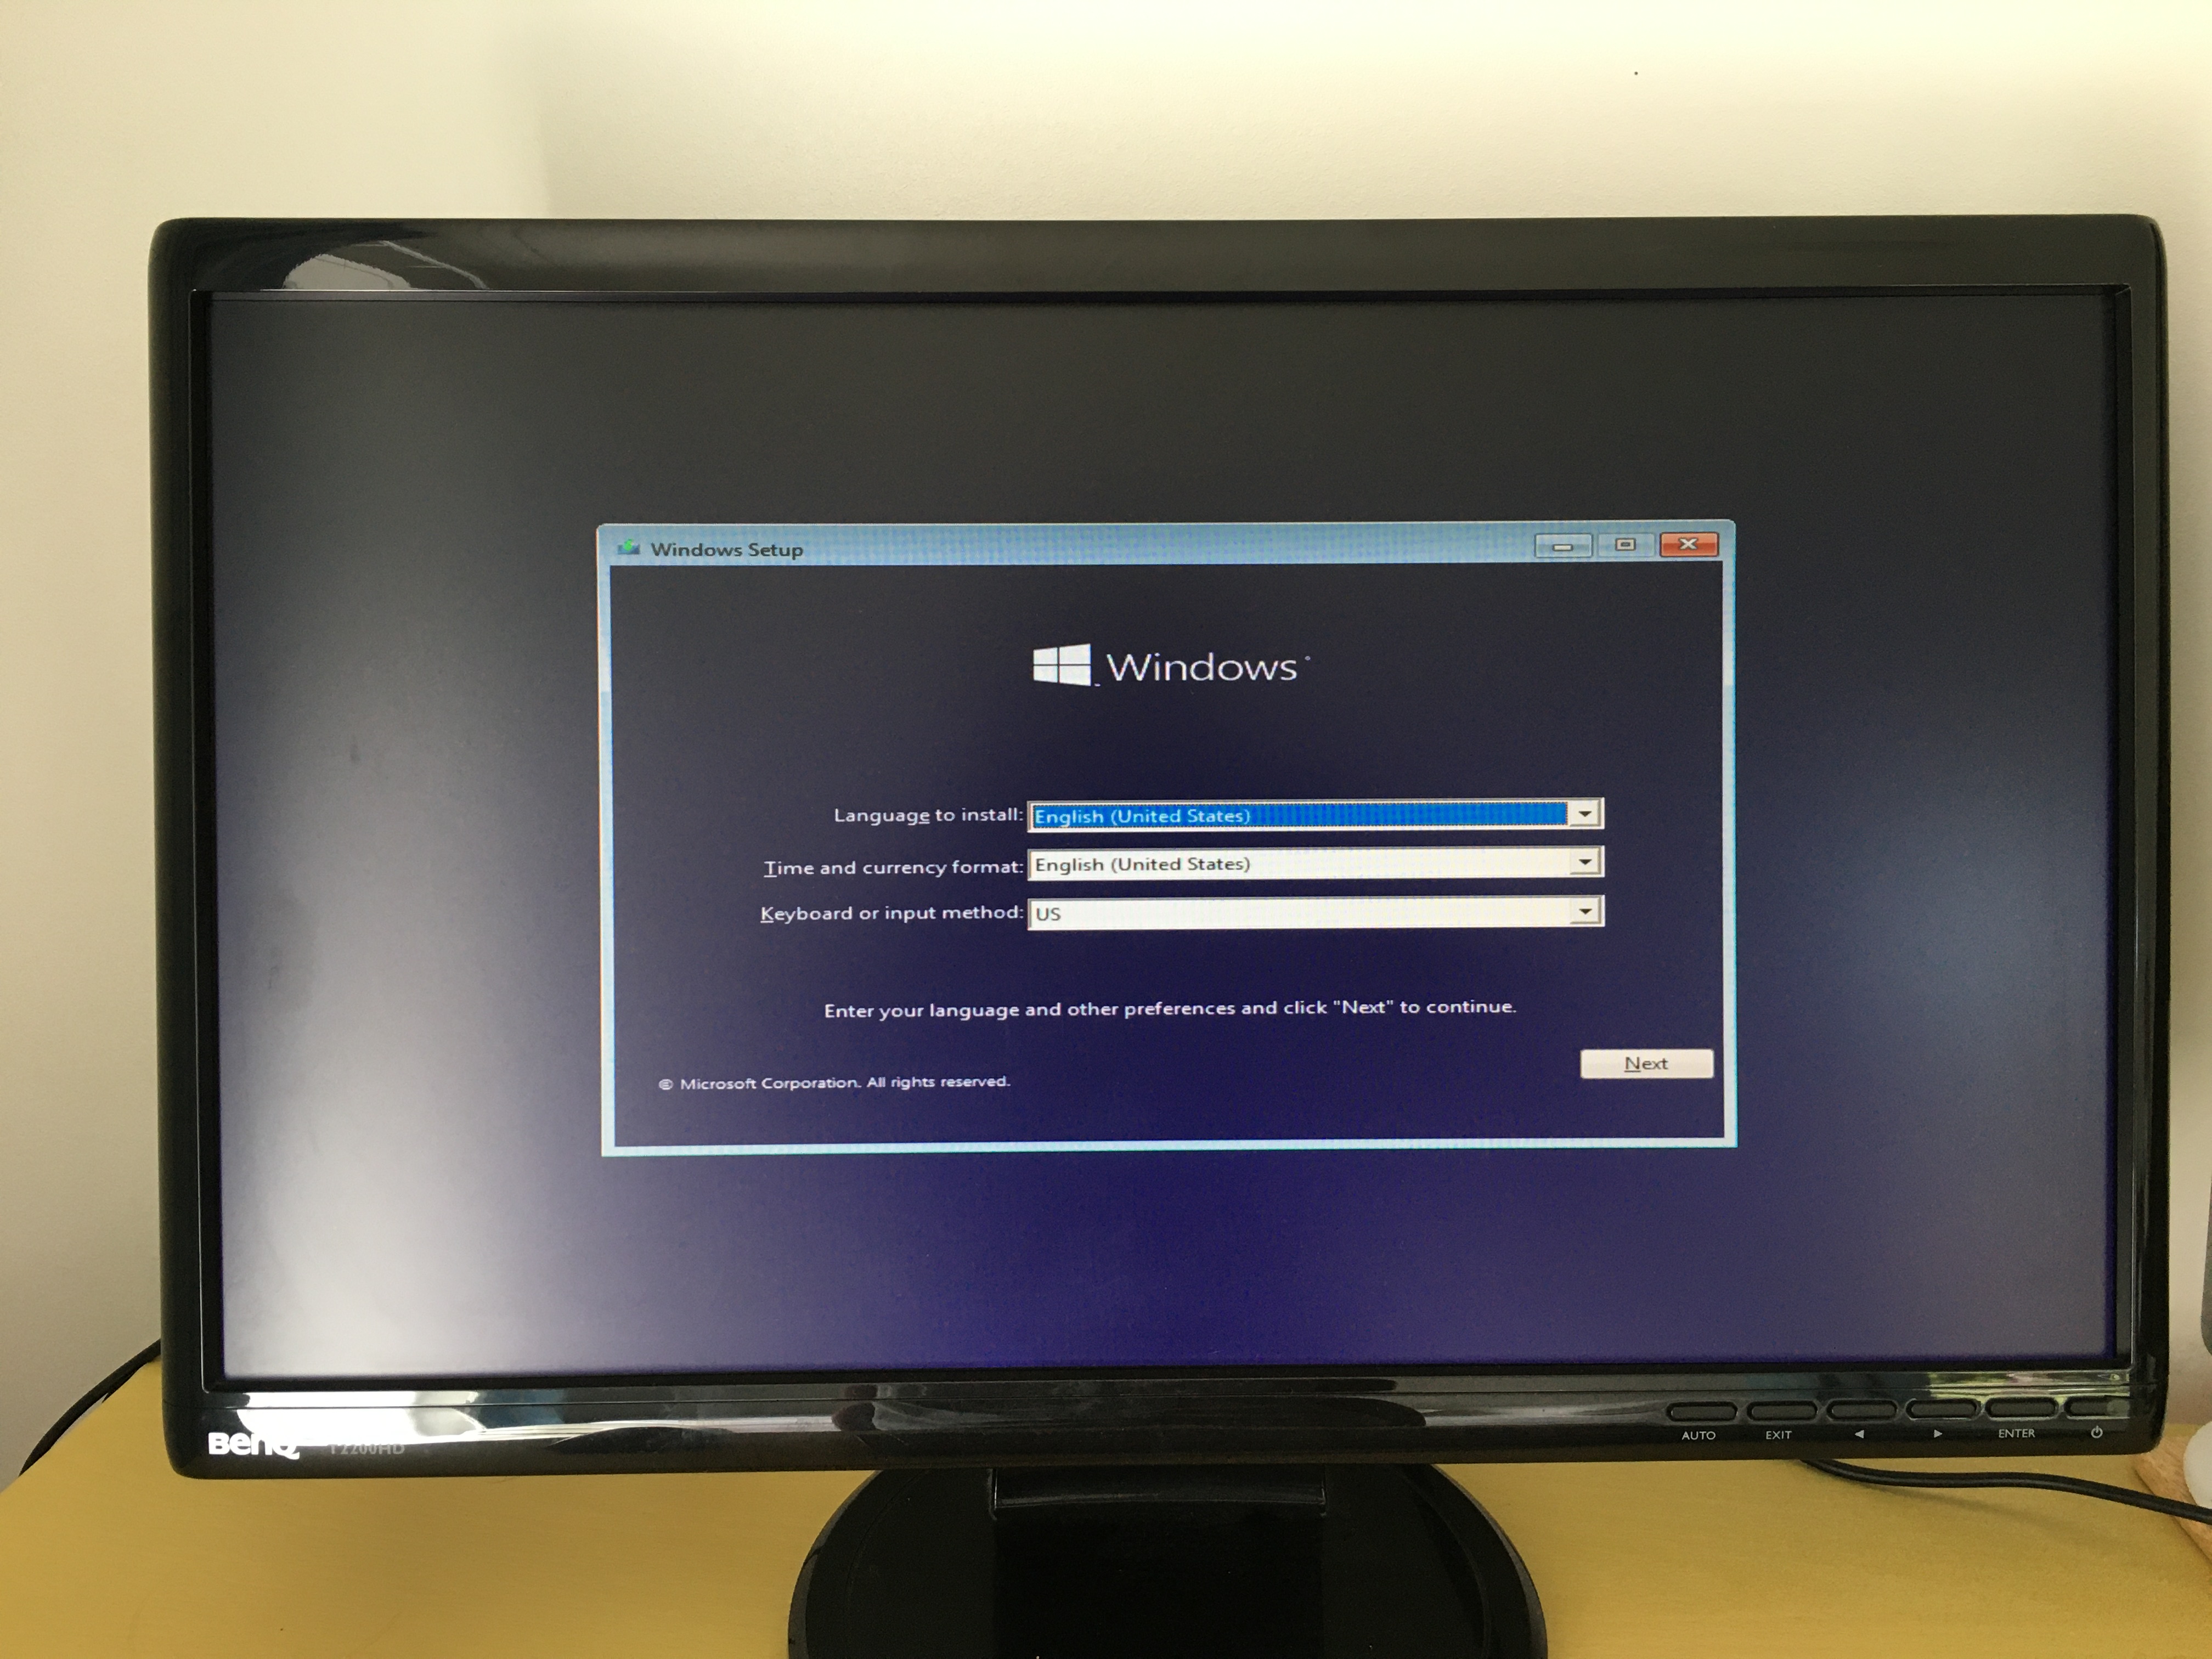 Windows Setup
Windows
Language to install: English (United States)
Time and currency format: English (United States)
Keyboard or input method: US
Enter your language and other preferences and click "Next" to continue.
Next
© Microsoft Corporation. All rights reserved.
BenQ T2200HD
AUTO EXIT ◀ ▶ ENTER